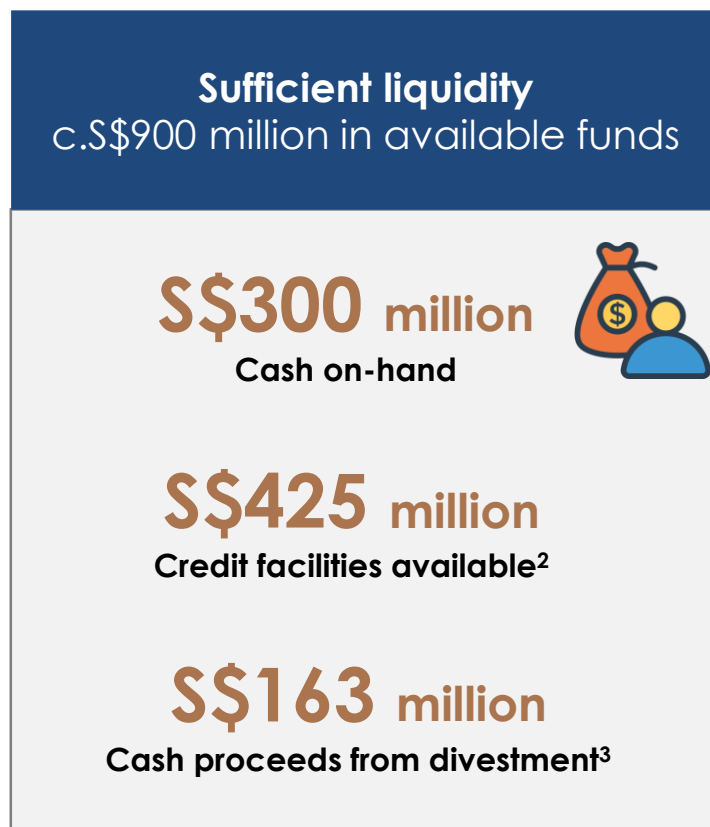 Sufficient liquidity
c.S$900 million in available funds
S$300 million
$
Cash on-hand
S$425 million
Credit facilities available²
S$163 million
Cash proceeds from divestment³